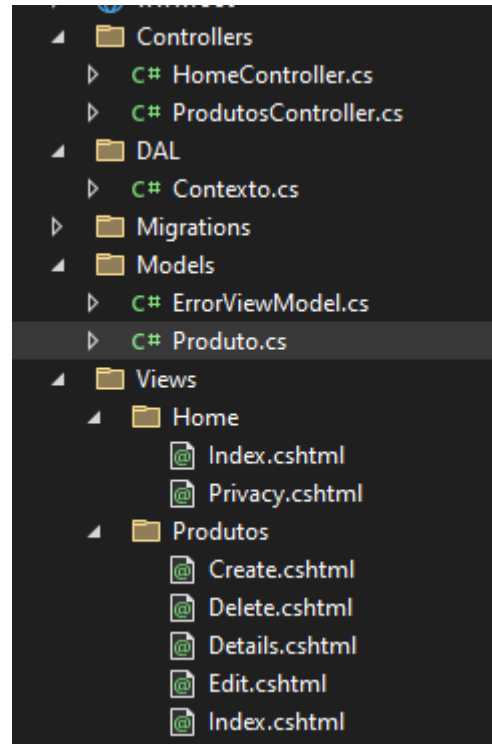 Controllers
C# HomeController.cs
C# ProdutosController.cs
DAL
C# Contexto.cs
Migrations
Models
C# ErrorViewModel.cs
C# Produto.cs
Views
Home
@ Index.cshtml
@ Privacy.cshtml
Produtos
@ Create.cshtml
@ Delete.cshtml
@ Details.cshtml
@ Edit.cshtml
@ Index.cshtml